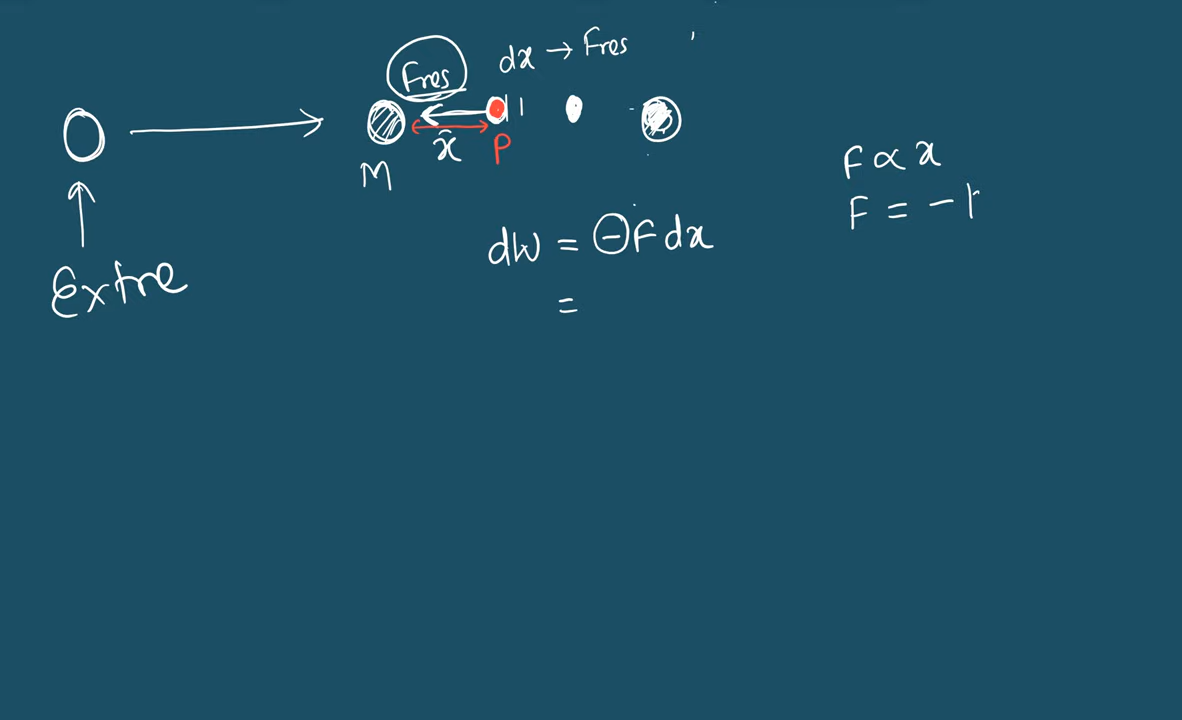 dx → Fres
Fres
x
P
M
F ∝ x
F = -
dW = ⊖F dx
=
Extre